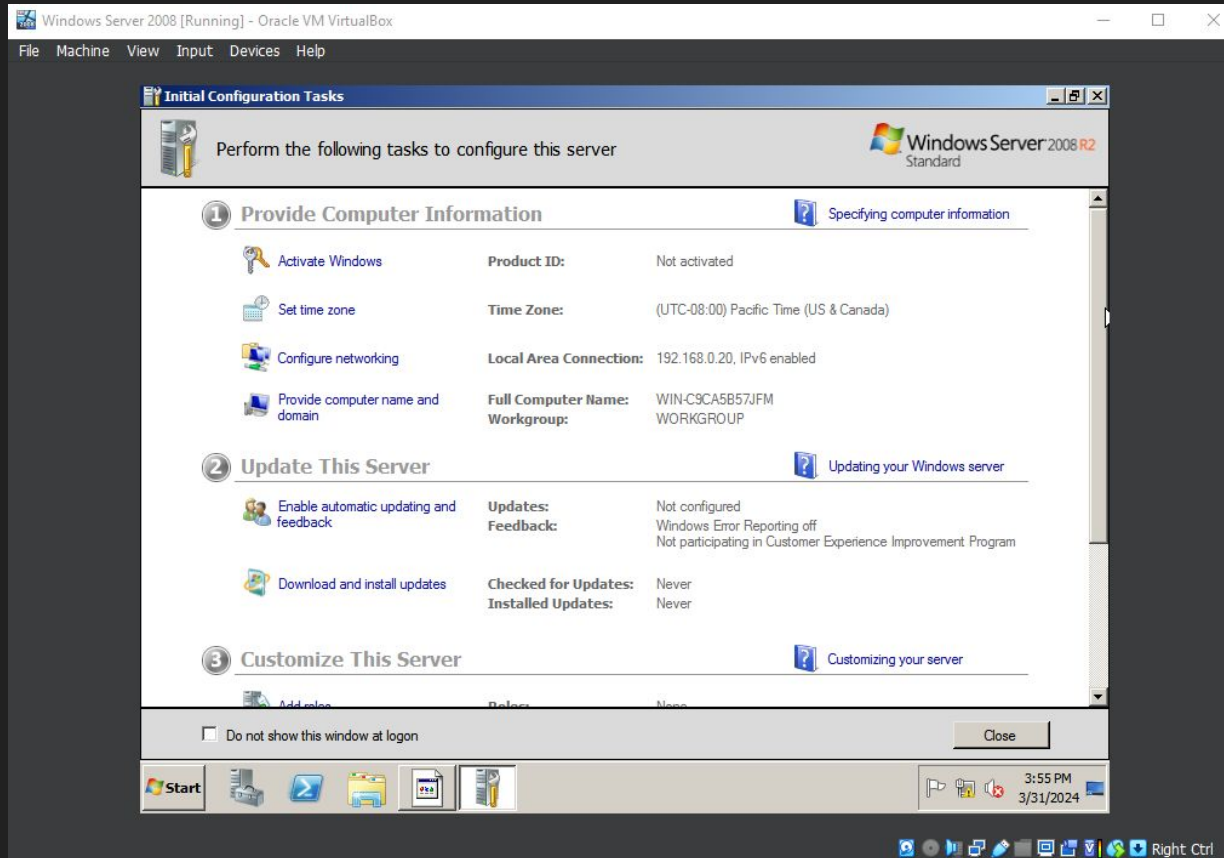 Windows Server 2008 [Running] - Oracle VM VirtualBox
File Machine View Input Devices Help
Initial Configuration Tasks
Perform the following tasks to configure this server
Windows Server 2008 R2
Standard
1 Provide Computer Information
Specifying computer information
Activate Windows Product ID: Not activated
Set time zone Time Zone: (UTC-08:00) Pacific Time (US & Canada)
Configure networking Local Area Connection: 192.168.0.20, IPv6 enabled
Provide computer name and Full Computer Name: WIN-C9CA5B57JFM
domain Workgroup: WORKGROUP
2 Update This Server
Updating your Windows server
Enable automatic updating and Updates: Not configured
feedback Feedback: Windows Error Reporting off
Not participating in Customer Experience Improvement Program
Download and install updates Checked for Updates: Never
Installed Updates: Never
3 Customize This Server
Customizing your server
Add roles Roles: None
Do not show this window at logon
Close
Start
3:55 PM
3/31/2024
Right Ctrl